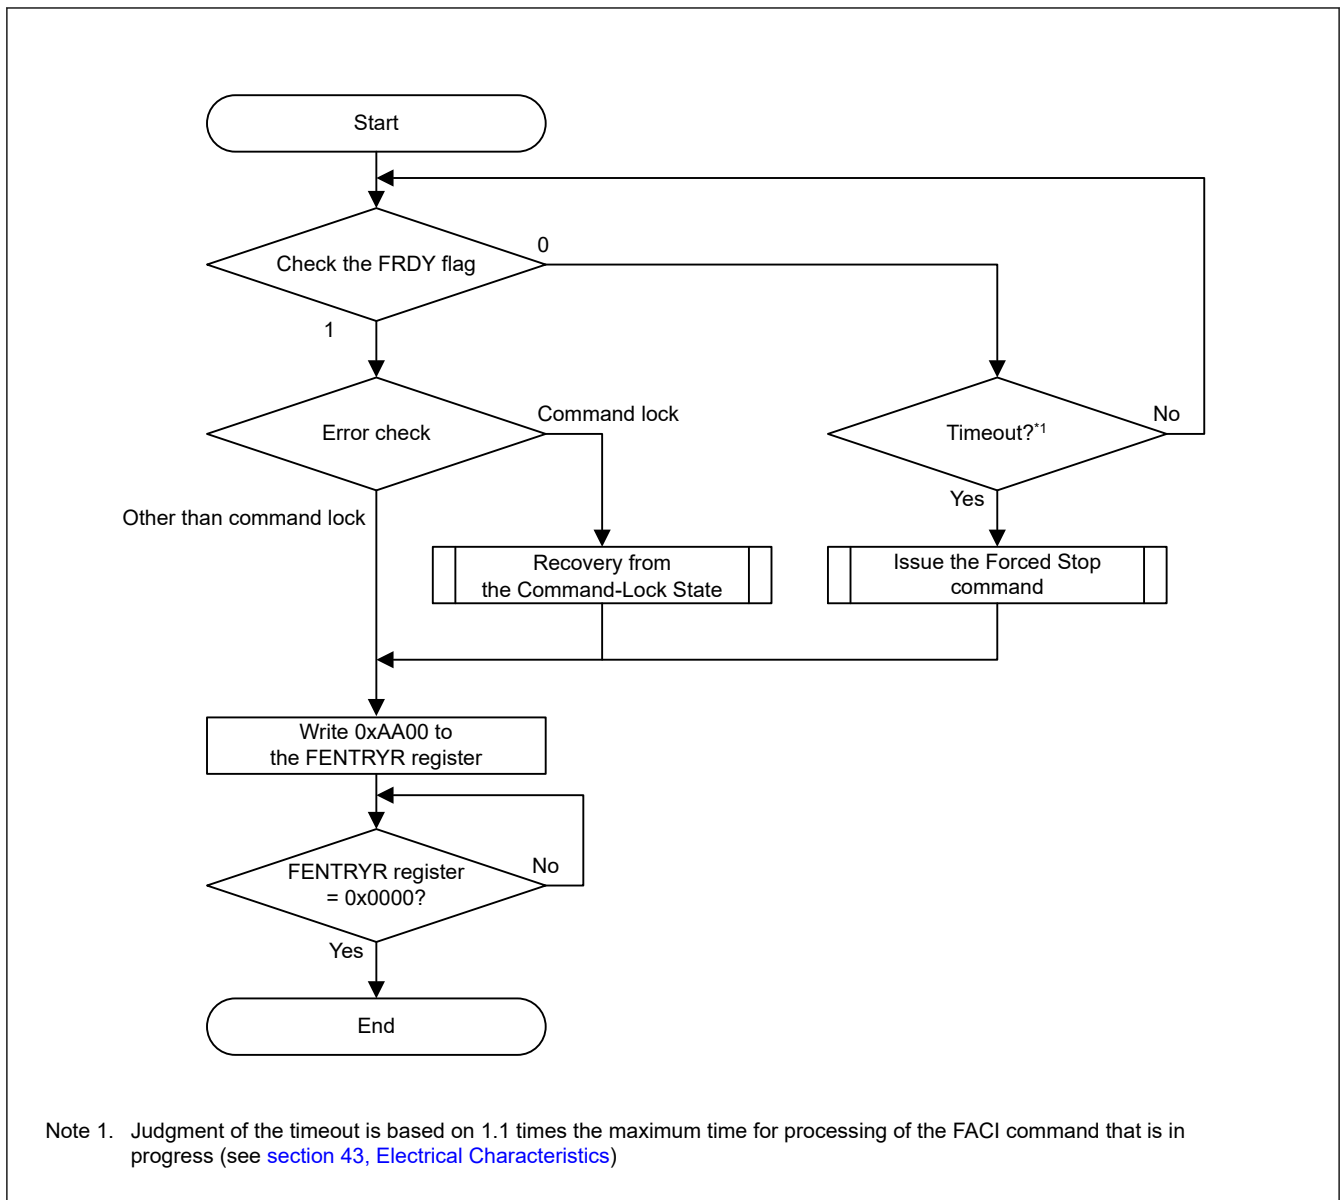 Start
Check the FRDY flag
0
1
Error check
Command lock
Timeout?*1
No
Other than command lock
Yes
Recovery from
the Command-Lock State
Issue the Forced Stop
command
Write 0xAA00 to
the FENTRYR register
FENTRYR register
= 0x0000?
No
Yes
End
Note 1. Judgment of the timeout is based on 1.1 times the maximum time for processing of the FACI command that is in
progress (see section 43, Electrical Characteristics)